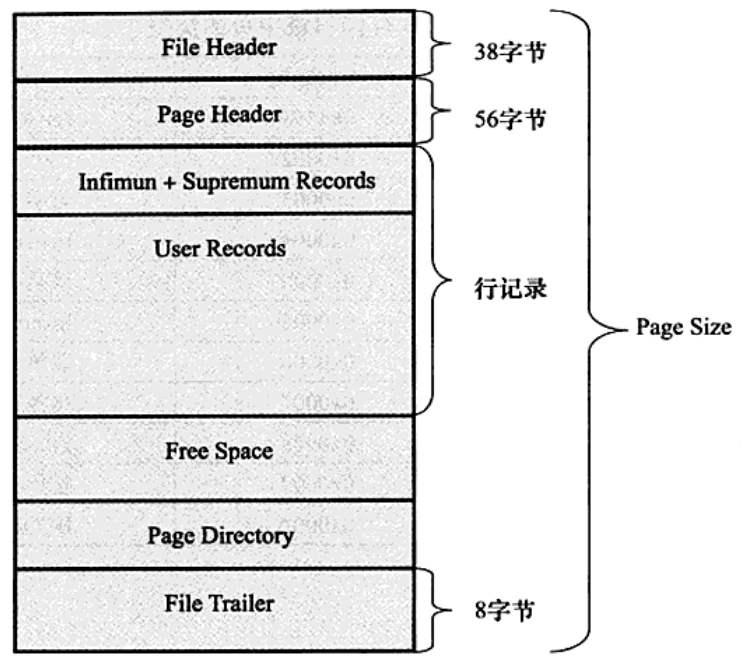 File Header
38字节
Page Header
56字节
Infimun + Supremum Records
User Records
行记录
Page Size
Free Space
Page Directory
File Trailer
8字节